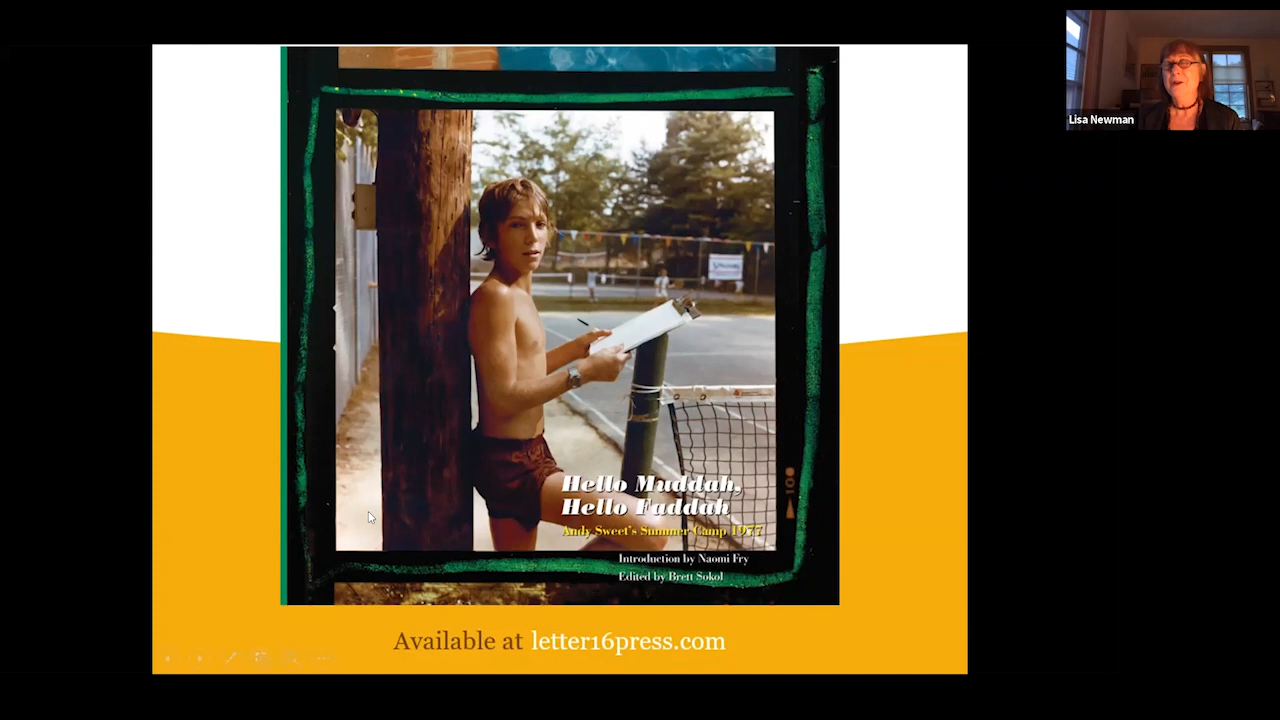 Lisa Newman
Hello Muddah,
Hello Faddah
Andy Sweet's Summer Camp 1977
Introduction by Naomi Fry
Edited by Brett Sokol
Available at letter16press.com